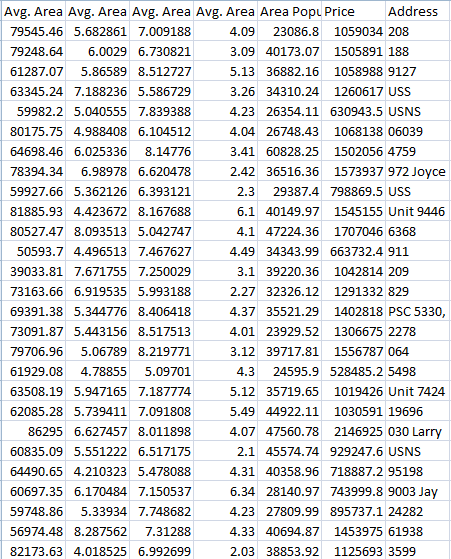 Avg. Area Avg. Area Avg. Area Avg. Area Area Popu Price Address
79545.46 5.682861 7.009188 4.09 23086.8 1059034 208
79248.64 6.0029 6.730821 3.09 40173.07 1505891 188
61287.07 5.86589 8.512727 5.13 36882.16 1058988 9127
63345.24 7.188236 5.586729 3.26 34310.24 1260617 USS
59982.2 5.040555 7.839388 4.23 26354.11 630943.5 USNS
80175.75 4.988408 6.104512 4.04 26748.43 1068138 06039
64698.46 6.025336 8.14776 3.41 60828.25 1502056 4759
78394.34 6.98978 6.620478 2.42 36516.36 1573937 972 Joyce
59927.66 5.362126 6.393121 2.3 29387.4 798869.5 USS
81885.93 4.423672 8.167688 6.1 40149.97 1545155 Unit 9446
80527.47 8.093513 5.042747 4.1 47224.36 1707046 6368
50593.7 4.496513 7.467627 4.49 34343.99 663732.4 911
39033.81 7.671755 7.250029 3.1 39220.36 1042814 209
73163.66 6.919535 5.993188 2.27 32326.12 1291332 829
69391.38 5.344776 8.406418 4.37 35521.29 1402818 PSC 5330,
73091.87 5.443156 8.517513 4.01 23929.52 1306675 2278
79706.96 5.06789 8.219771 3.12 39717.81 1556787 064
61929.08 4.78855 5.09701 4.3 24595.9 528485.2 5498
63508.19 5.947165 7.187774 5.12 35719.65 1019426 Unit 7424
62085.28 5.739411 7.091808 5.49 44922.11 1030591 19696
86295 6.627457 8.011898 4.07 47560.78 2146925 030 Larry
60835.09 5.551222 6.517175 2.1 45574.74 929247.6 USNS
64490.65 4.210323 5.478088 4.31 40358.96 718887.2 95198
60697.35 6.170484 7.150537 6.34 28140.97 743999.8 9003 Jay
59748.86 5.33934 7.748682 4.23 27809.99 895737.1 24282
56974.48 8.287562 7.31288 4.33 40694.87 1453975 61938
82173.63 4.018525 6.992699 2.03 38853.92 1125693 3599